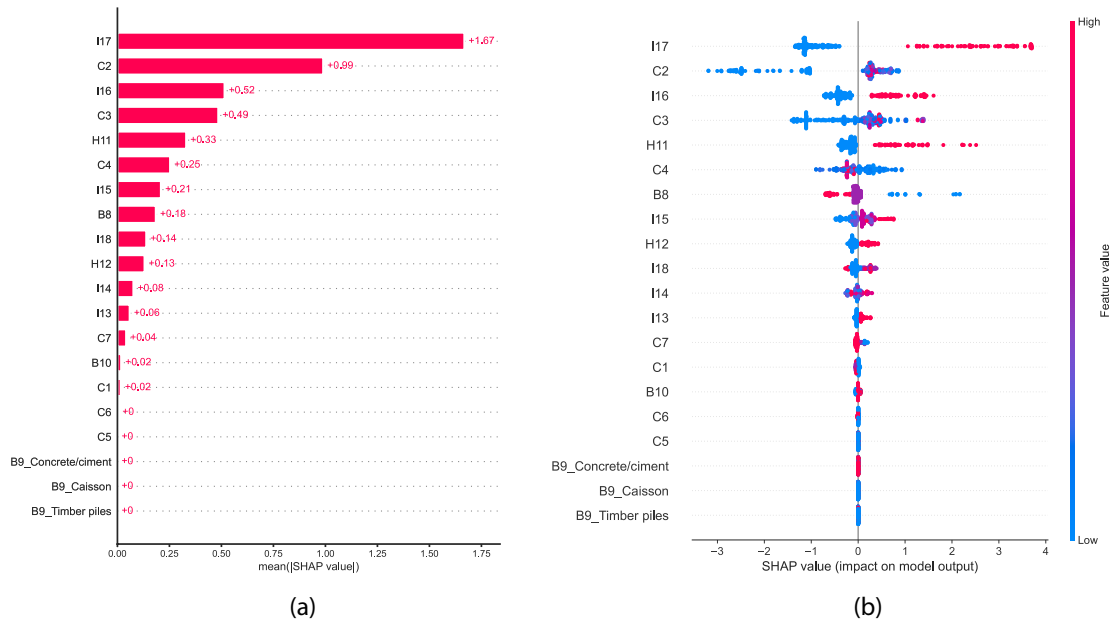 I17 +1.67
C2 +0.99
I16 +0.52
C3 +0.49
H11 +0.33
C4 +0.25
I15 +0.21
B8 +0.18
I18 +0.14
H12 +0.13
I14 +0.08
I13 +0.06
C7 +0.04
B10 +0.02
C1 +0.02
C6 +0
C5 +0
B9_Concrete/ciment +0
B9_Caisson +0
B9_Timber piles +0
0.00 0.25 0.50 0.75 1.00 1.25 1.50 1.75
mean(|SHAP value|)
(a)
High
I17
C2
I16
C3
H11
C4
B8
I15
H12
I18
I14
I13
C7
C1
B10
C6
C5
B9_Concrete/ciment
B9_Caisson
B9_Timber piles
Low
Feature value
−3 −2 −1 0 1 2 3 4
SHAP value (impact on model output)
(b)